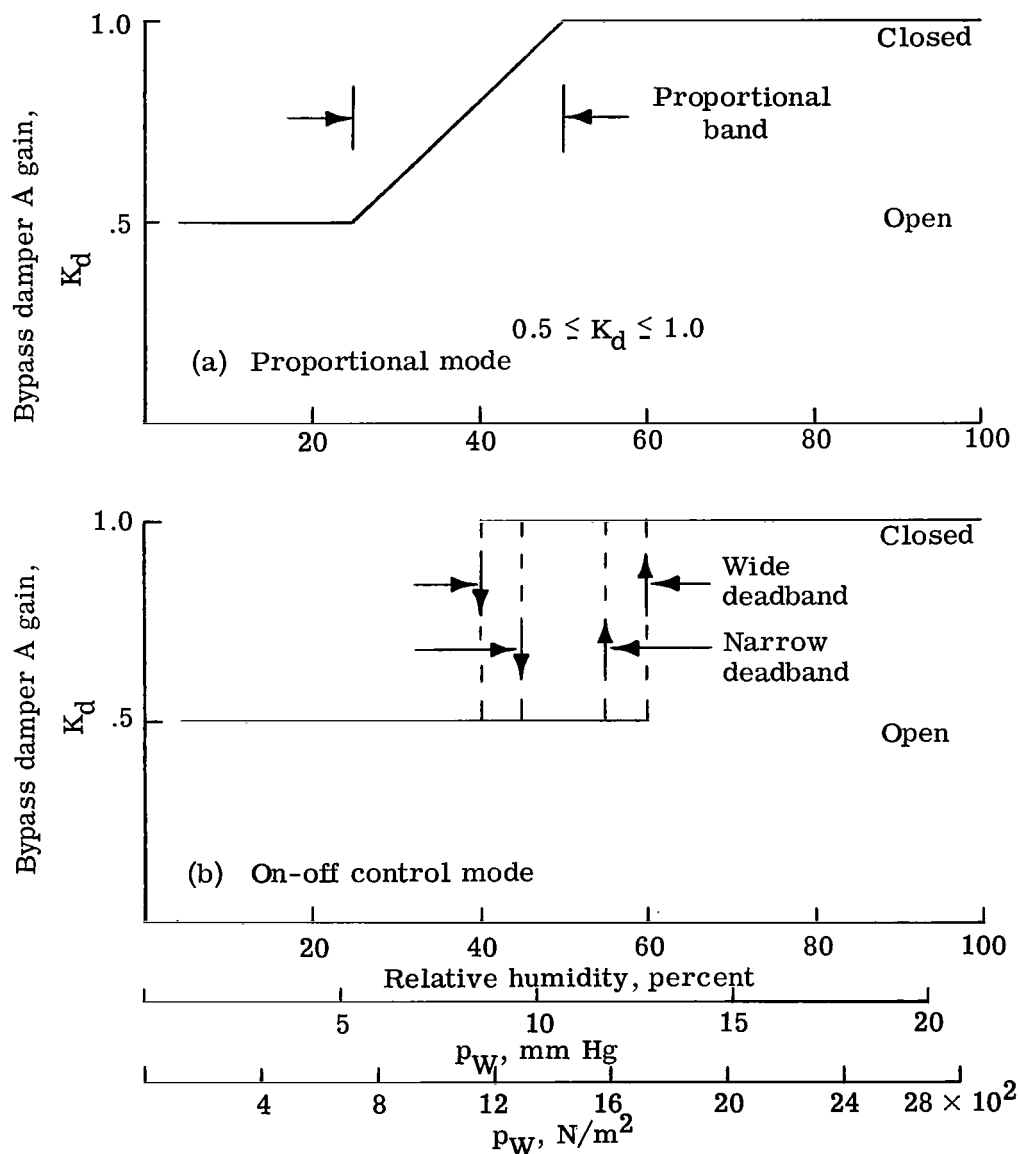 1.0
Closed
Proportional
band
Bypass damper A gain,
K_d
.5
Open
0.5 ≤ K_d ≤ 1.0
(a) Proportional mode
20 40 60 80 100
1.0
Closed
Wide
deadband
Narrow
deadband
Bypass damper A gain,
K_d
.5
Open
(b) On-off control mode
20 40 60 80 100
Relative humidity, percent
5 10 15 20
p_W, mm Hg
4 8 12 16 20 24 28 × 10²
p_W, N/m²